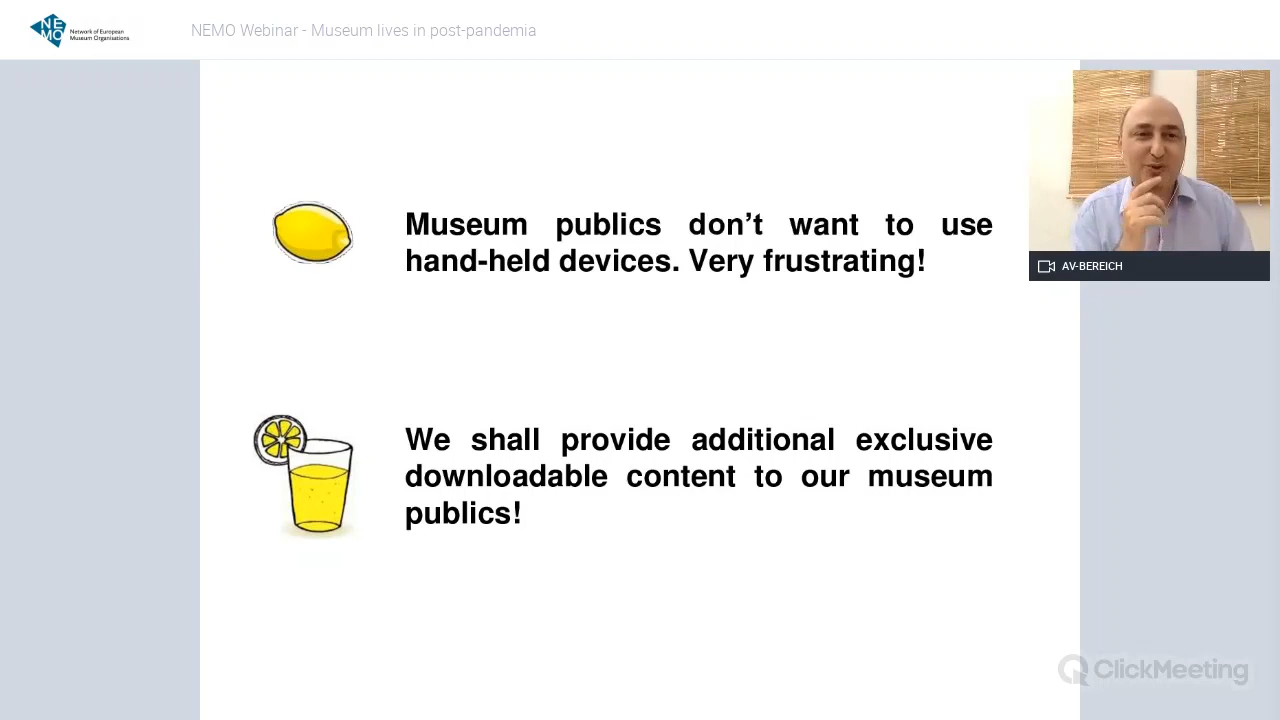 NE
MO
Network of European
Museum Organisations
NEMO Webinar - Museum lives in post-pandemia
Museum publics don't want to use
hand-held devices. Very frustrating!
AV-BEREICH
We shall provide additional exclusive
downloadable content to our museum
publics!
ClickMeeting